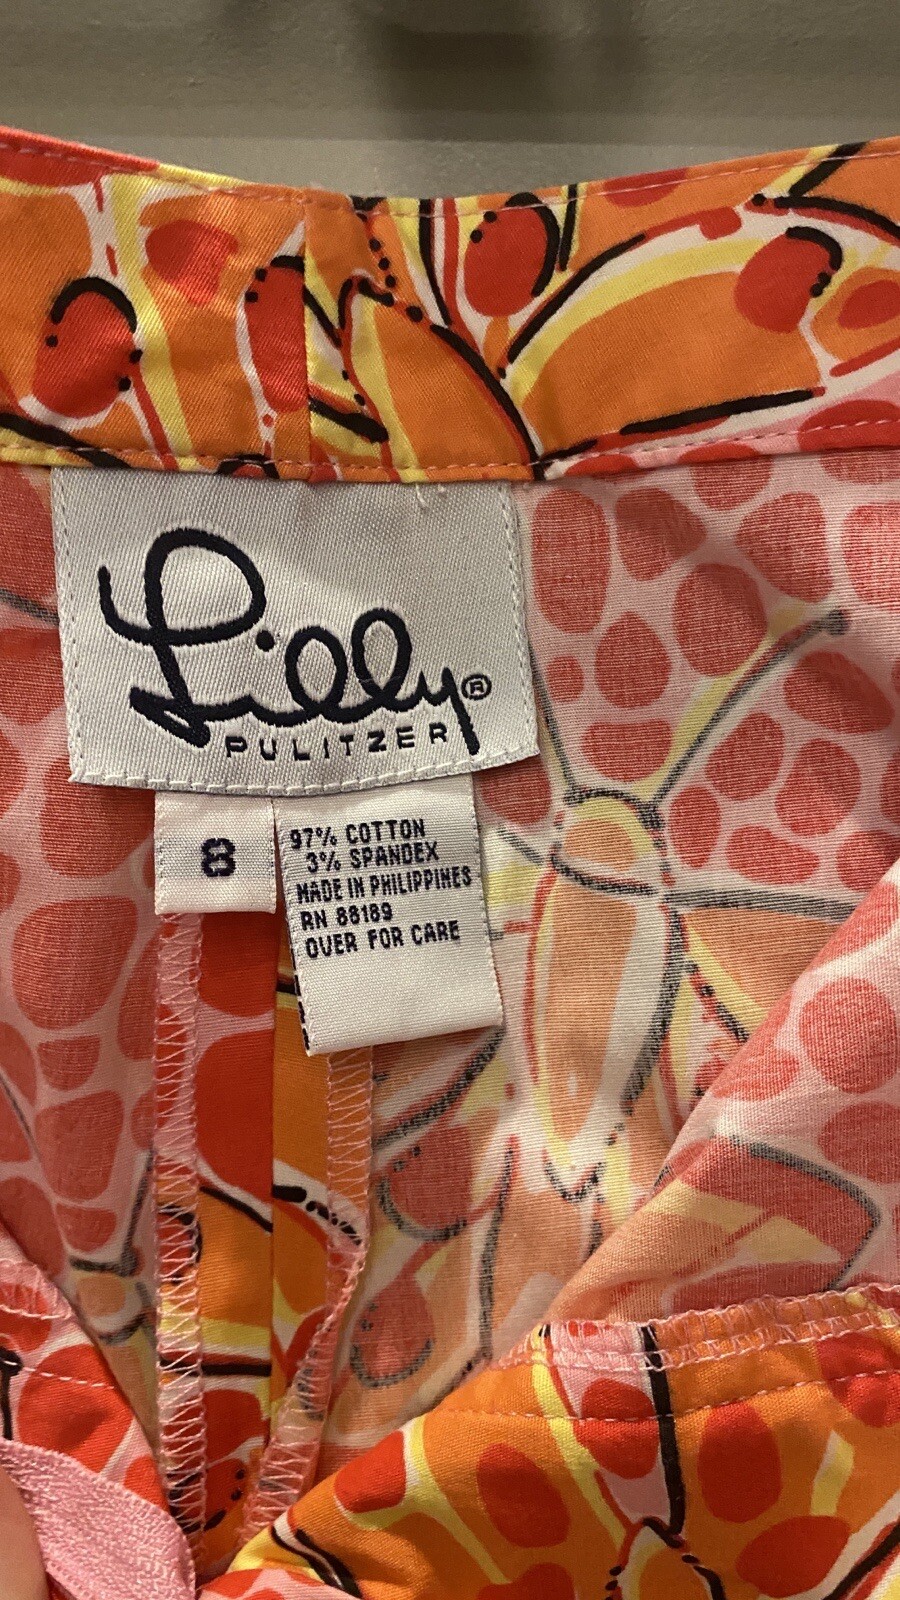 Lilly®
PULITZER
8
97% COTTON
3% SPANDEX
MADE IN PHILIPPINES
RN 88189
OVER FOR CARE